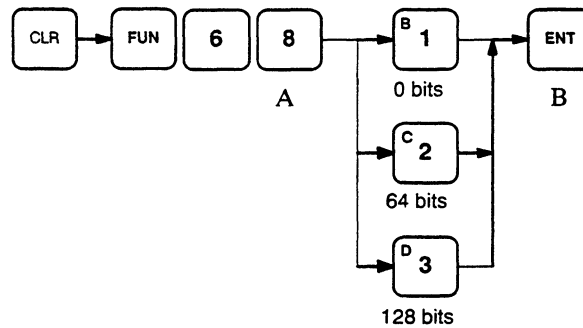 CLR FUN 6 8 B 1 ENT
0 bits
A B
C 2
64 bits
D 3
128 bits